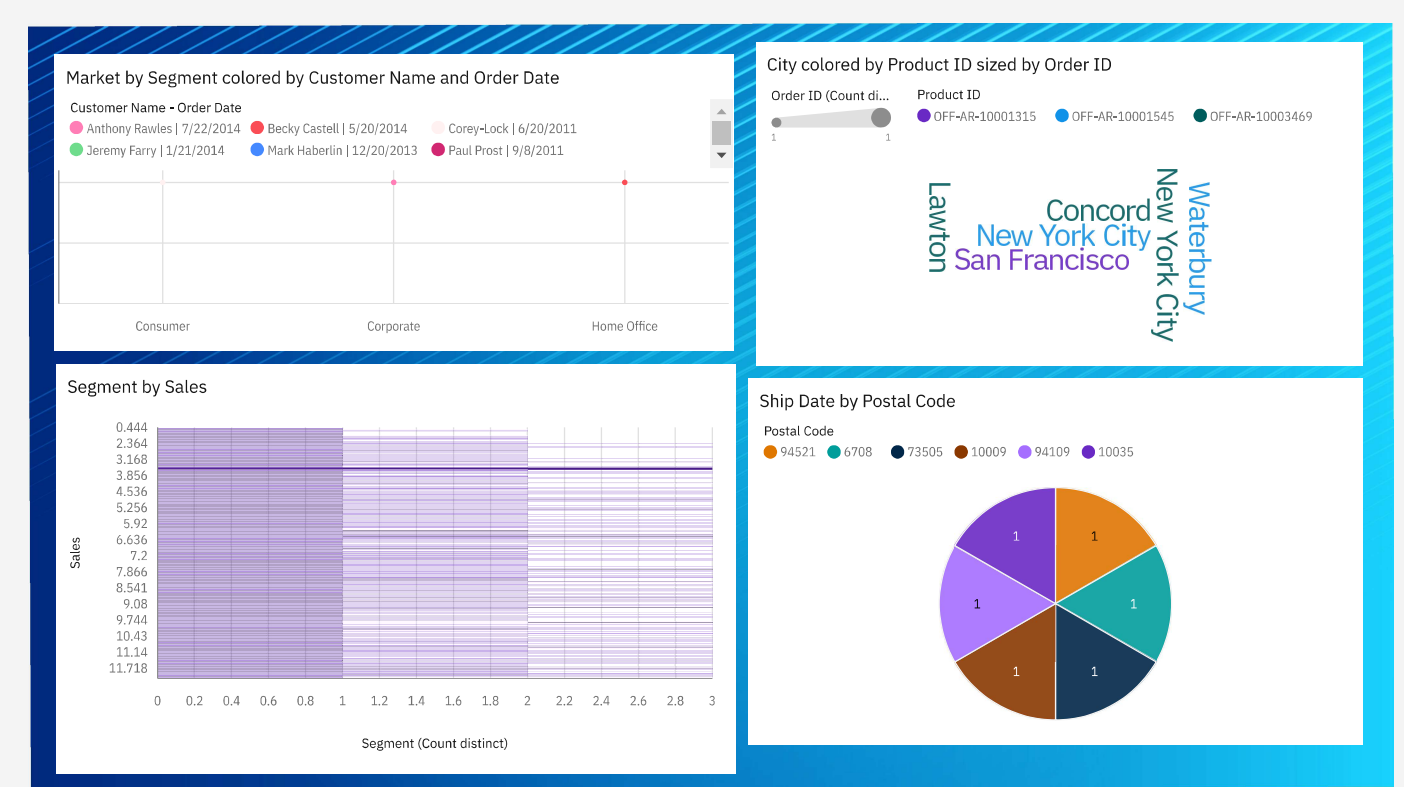 Market by Segment colored by Customer Name and Order Date
Customer Name - Order Date
Anthony Rawles | 7/22/2014 Becky Castell | 5/20/2014 Corey-Lock | 6/20/2011
Jeremy Farry | 1/21/2014 Mark Haberlin | 12/20/2013 Paul Prost | 9/8/2011
Consumer Corporate Home Office
City colored by Product ID sized by Order ID
Order ID (Count di... Product ID
OFF-AR-10001315 OFF-AR-10001545 OFF-AR-10003469
1 1
Lawton
Concord
New York City
San Francisco
New York City
Waterbury
Segment by Sales
Sales
0.444
2.364
3.168
3.856
4.536
5.256
5.92
6.636
7.2
7.866
8.541
9.08
9.744
10.43
11.14
11.718
0 0.2 0.4 0.6 0.8 1 1.2 1.4 1.6 1.8 2 2.2 2.4 2.6 2.8 3
Segment (Count distinct)
Ship Date by Postal Code
Postal Code
94521 6708 73505 10009 94109 10035
1 1
1 1
1 1